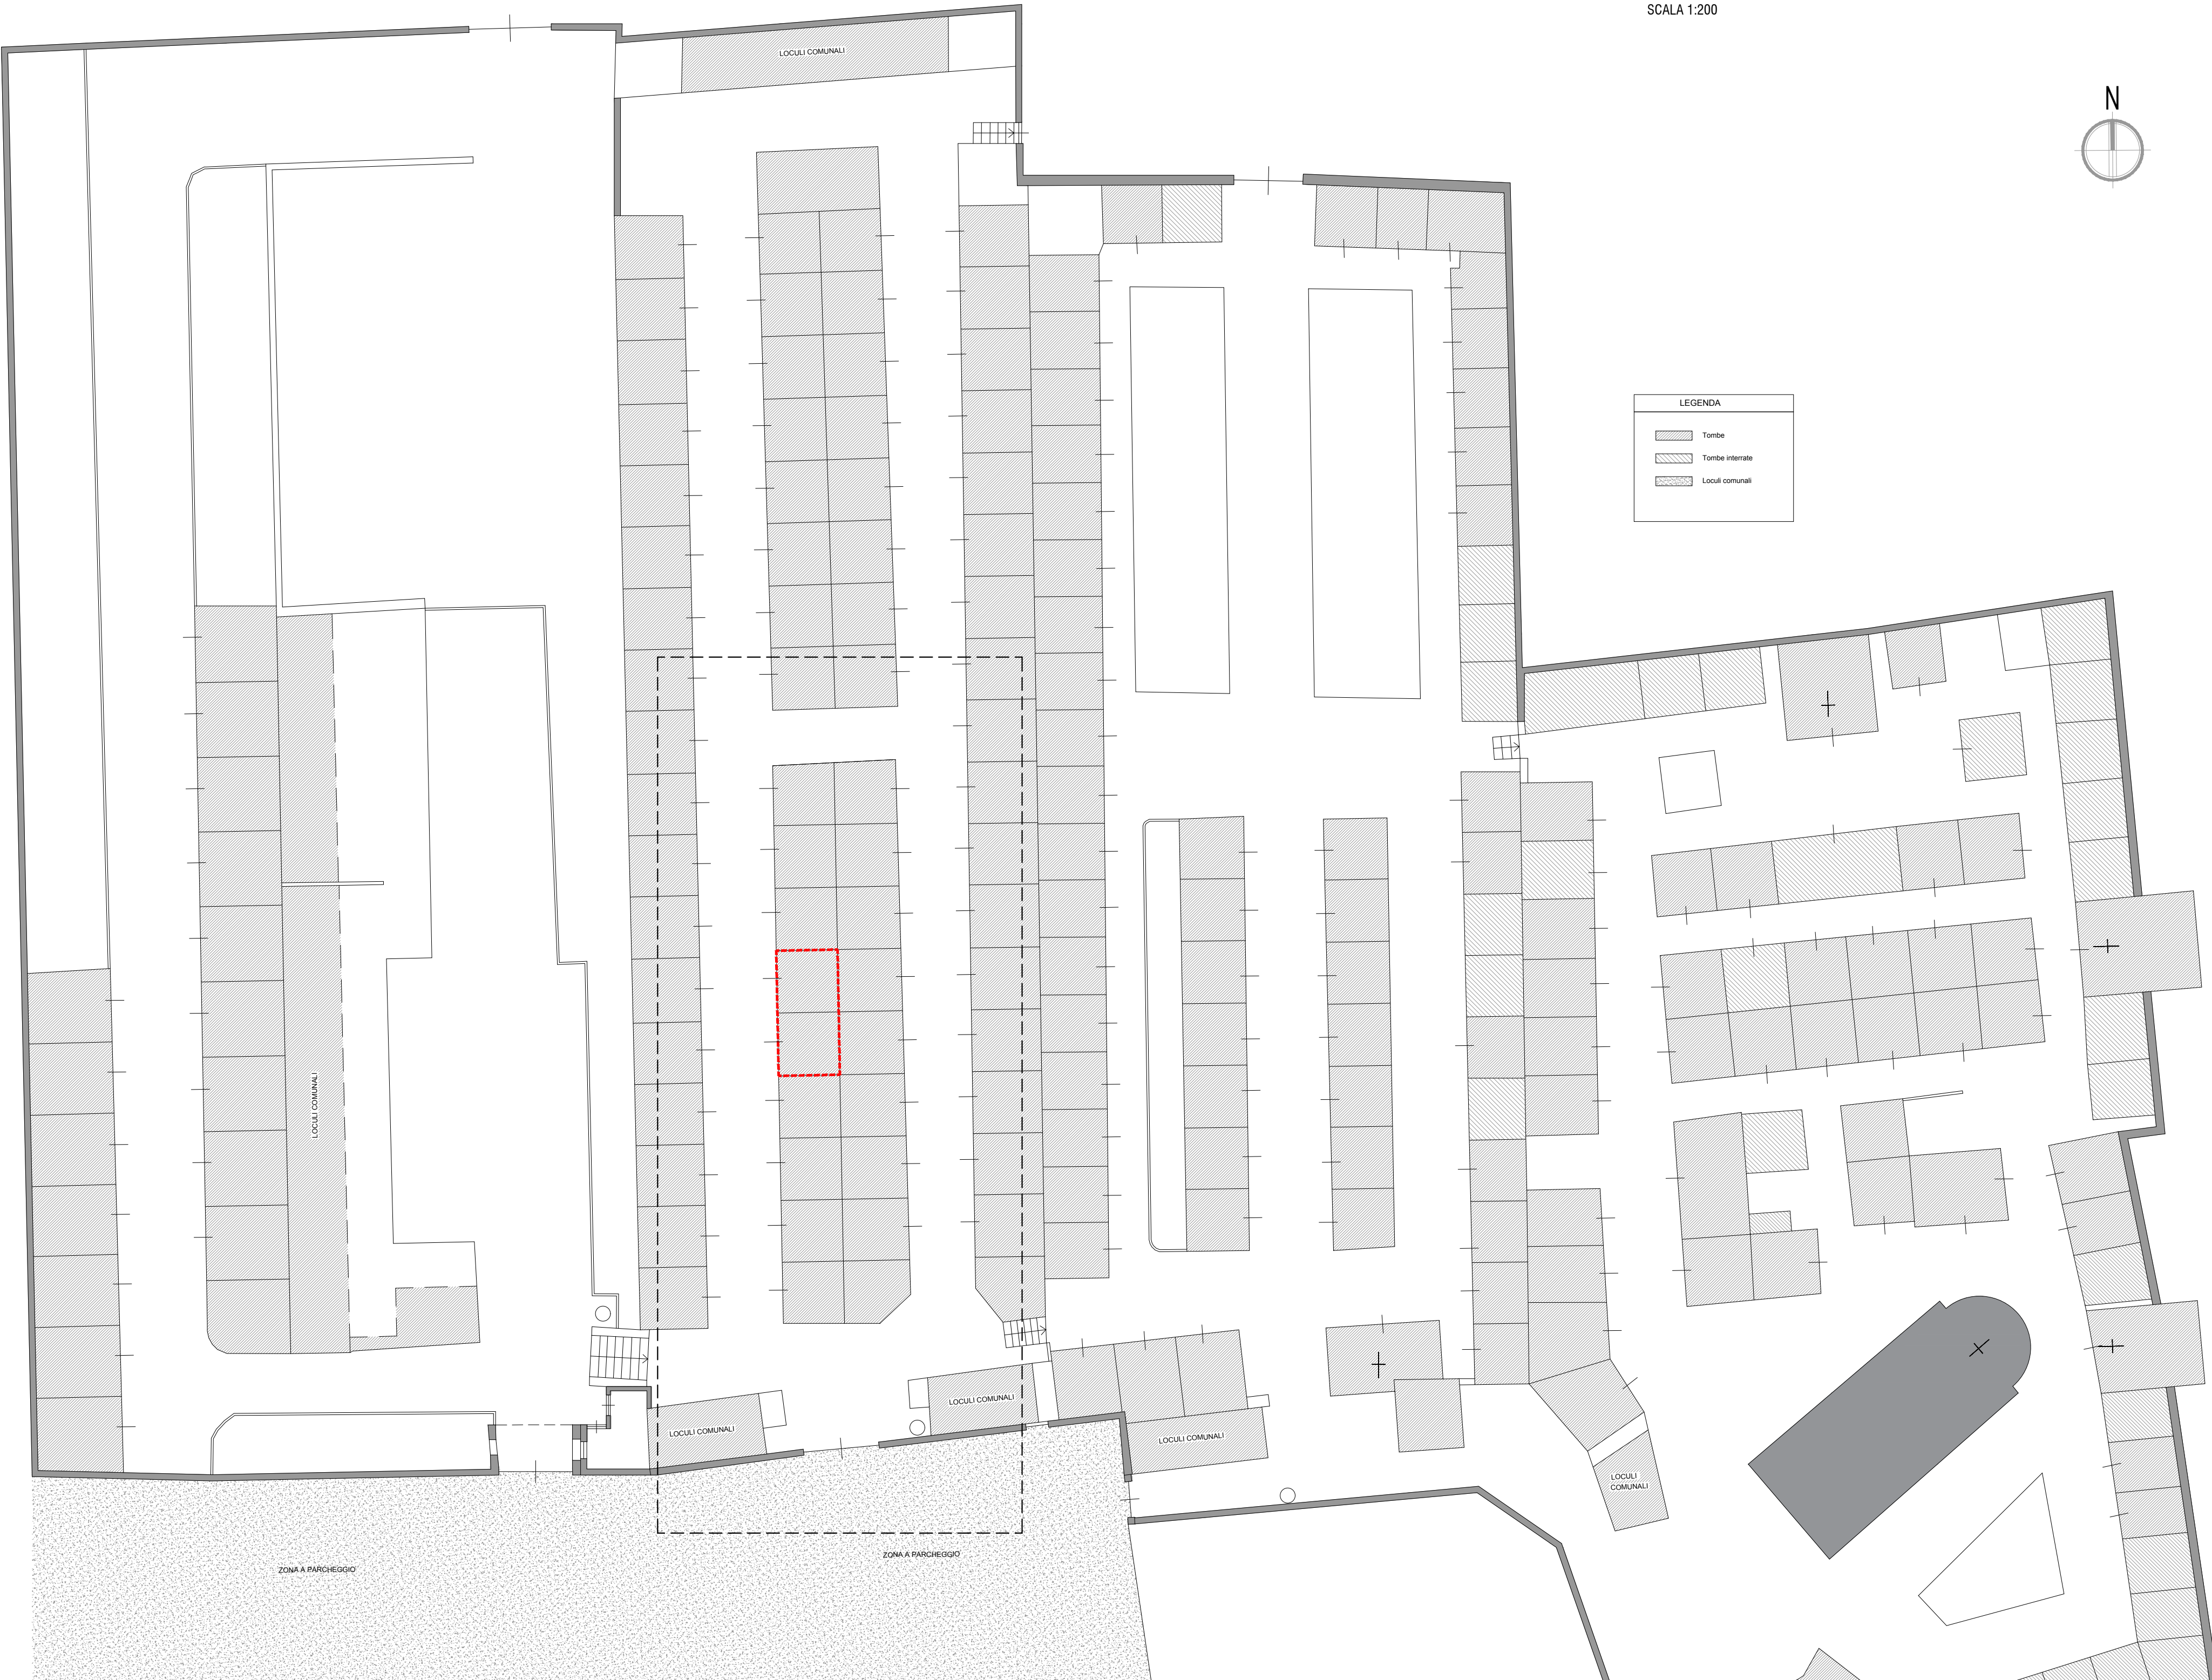 SCALA 1:200
LOCULI COMUNALI
N
LEGENDA
Tombe
Tombe interrate
Loculi comunali
LOCULI COMUNALI
LOCULI COMUNALI
LOCULI COMUNALI
LOCULI COMUNALI
LOCULI
COMUNALI
ZONA A PARCHEGGIO
ZONA A PARCHEGGIO